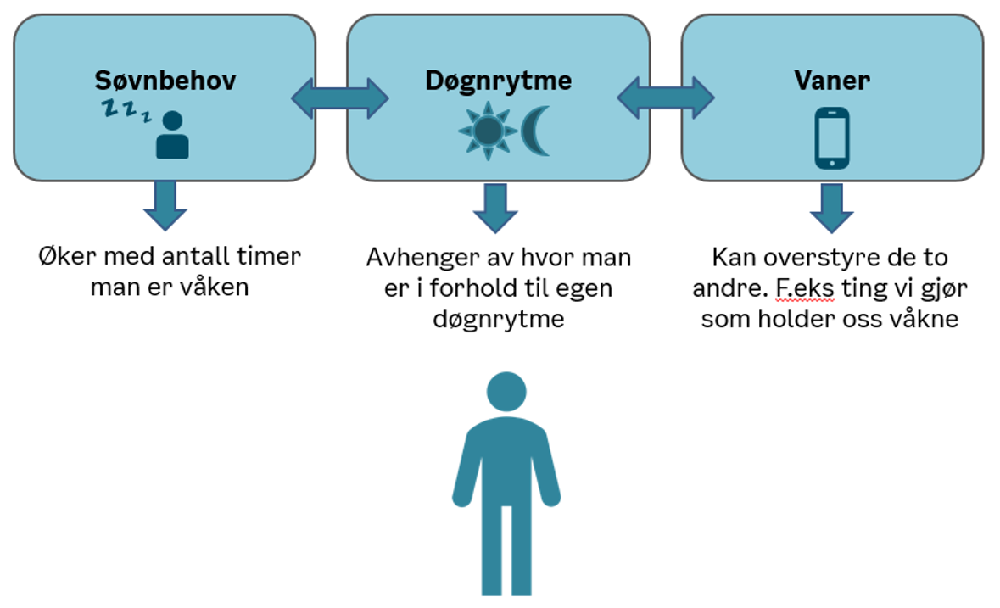 Søvnbehov
z z z
Øker med antall timer
man er våken
Døgnrytme
Avhenger av hvor man
er i forhold til egen
døgnrytme
Vaner
Kan overstyre de to
andre. F.eks ting vi gjør
som holder oss våkne